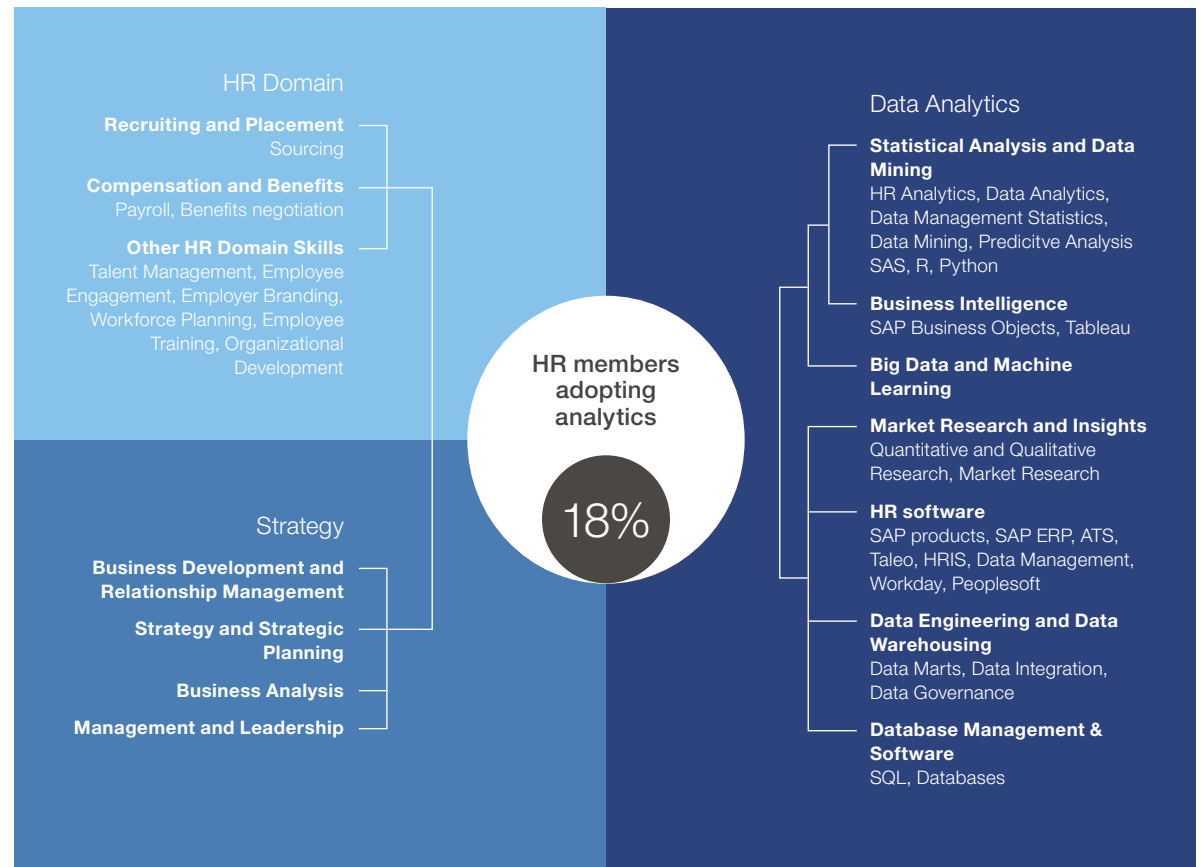 HR Domain
Recruiting and Placement
Sourcing
Compensation and Benefits
Payroll, Benefits negotiation
Other HR Domain Skills
Talent Management, Employee
Engagement, Employer Branding,
Workforce Planning, Employee
Training, Organizational
Development
Strategy
Business Development and
Relationship Management
Strategy and Strategic
Planning
Business Analysis
Management and Leadership
HR members
adopting
analytics
18%
Data Analytics
Statistical Analysis and Data
Mining
HR Analytics, Data Analytics,
Data Management Statistics,
Data Mining, Predicitve Analysis
SAS, R, Python
Business Intelligence
SAP Business Objects, Tableau
Big Data and Machine
Learning
Market Research and Insights
Quantitative and Qualitative
Research, Market Research
HR software
SAP products, SAP ERP, ATS,
Taleo, HRIS, Data Management,
Workday, Peoplesoft
Data Engineering and Data
Warehousing
Data Marts, Data Integration,
Data Governance
Database Management &
Software
SQL, Databases